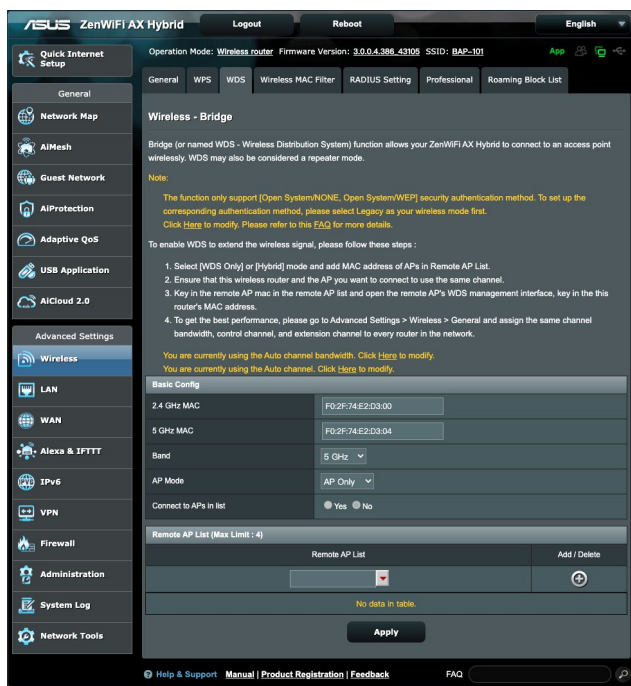 ASUS ZenWiFi AX Hybrid Logout Reboot English
Quick Internet Setup
General
Network Map
AiMesh
Guest Network
AiProtection
Adaptive QoS
USB Application
AiCloud 2.0
Advanced Settings
Wireless
LAN
WAN
Alexa & IFTTT
IPv6
VPN
Firewall
Administration
System Log
Network Tools
Operation Mode: Wireless router Firmware Version: 3.0.0.4.386_43105 SSID: BAP-101 App
General WPS WDS Wireless MAC Filter RADIUS Setting Professional Roaming Block List
Wireless - Bridge
Bridge (or named WDS - Wireless Distribution System) function allows your ZenWiFi AX Hybrid to connect to an access point
wirelessly. WDS may also be considered a repeater mode.
Note:
The function only support [Open System/NONE, Open System/WEP] security authentication method. To set up the
corresponding authentication method, please select Legacy as your wireless mode first.
Click Here to modify. Please refer to this FAQ for more details.
To enable WDS to extend the wireless signal, please follow these steps :
1. Select [WDS Only] or [Hybrid] mode and add MAC address of APs in Remote AP List.
2. Ensure that this wireless router and the AP you want to connect to use the same channel.
3. Key in the remote AP mac in the remote AP list and open the remote AP's WDS management interface, key in the this
router's MAC address.
4. To get the best performance, please go to Advanced Settings > Wireless > General and assign the same channel
bandwidth, control channel, and extension channel to every router in the network.
You are currently using the Auto channel bandwidth. Click Here to modify.
You are currently using the Auto channel. Click Here to modify.
Basic Config
2.4 GHz MAC F0:2F:74:E2:D3:00
5 GHz MAC F0:2F:74:E2:D3:04
Band 5 GHz
AP Mode AP Only
Connect to APs in list Yes No
Remote AP List (Max Limit : 4)
Remote AP List Add / Delete
No data in table.
Apply
Help & Support Manual | Product Registration | Feedback FAQ